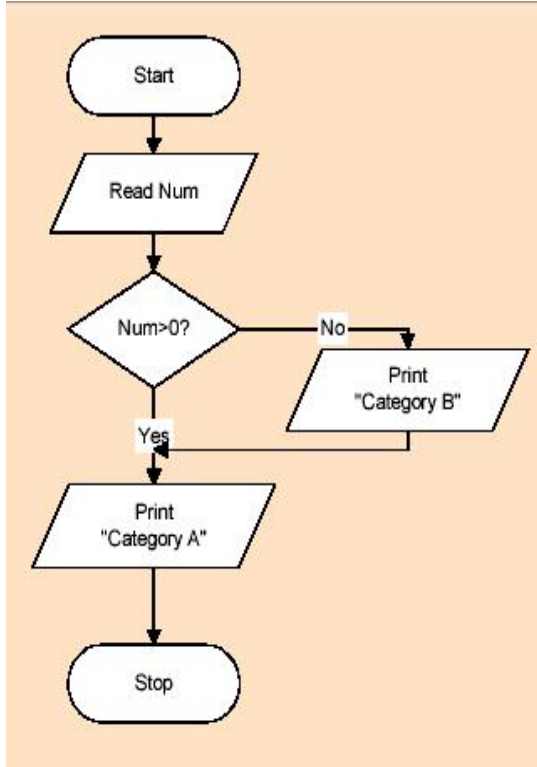 Start
Read Num
Num>0?
No
Print
"Category B"
Yes
Print
"Category A"
Stop